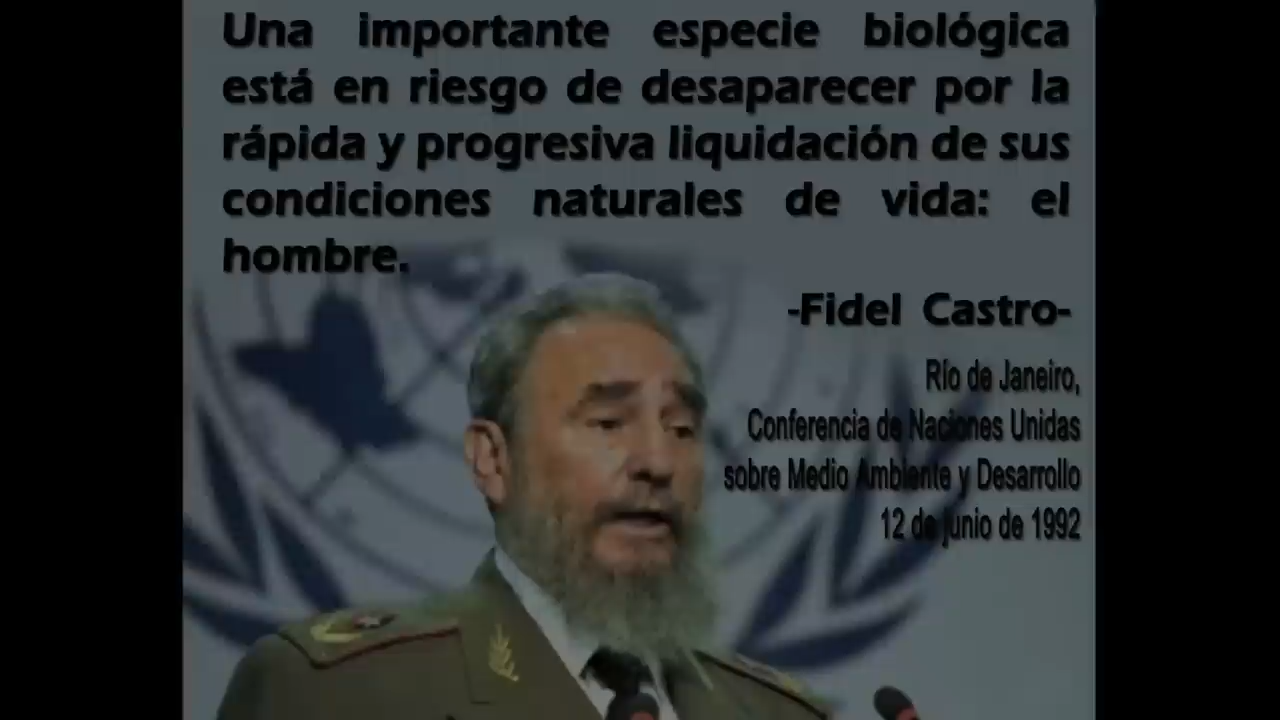 Una importante especie biológica
está en riesgo de desaparecer por la
rápida y progresiva liquidación de sus
condiciones naturales de vida: el
hombre.
-Fidel Castro-
Río de Janeiro,
Conferencia de Naciones Unidas
sobre Medio Ambiente y Desarrollo
12 de junio de 1992